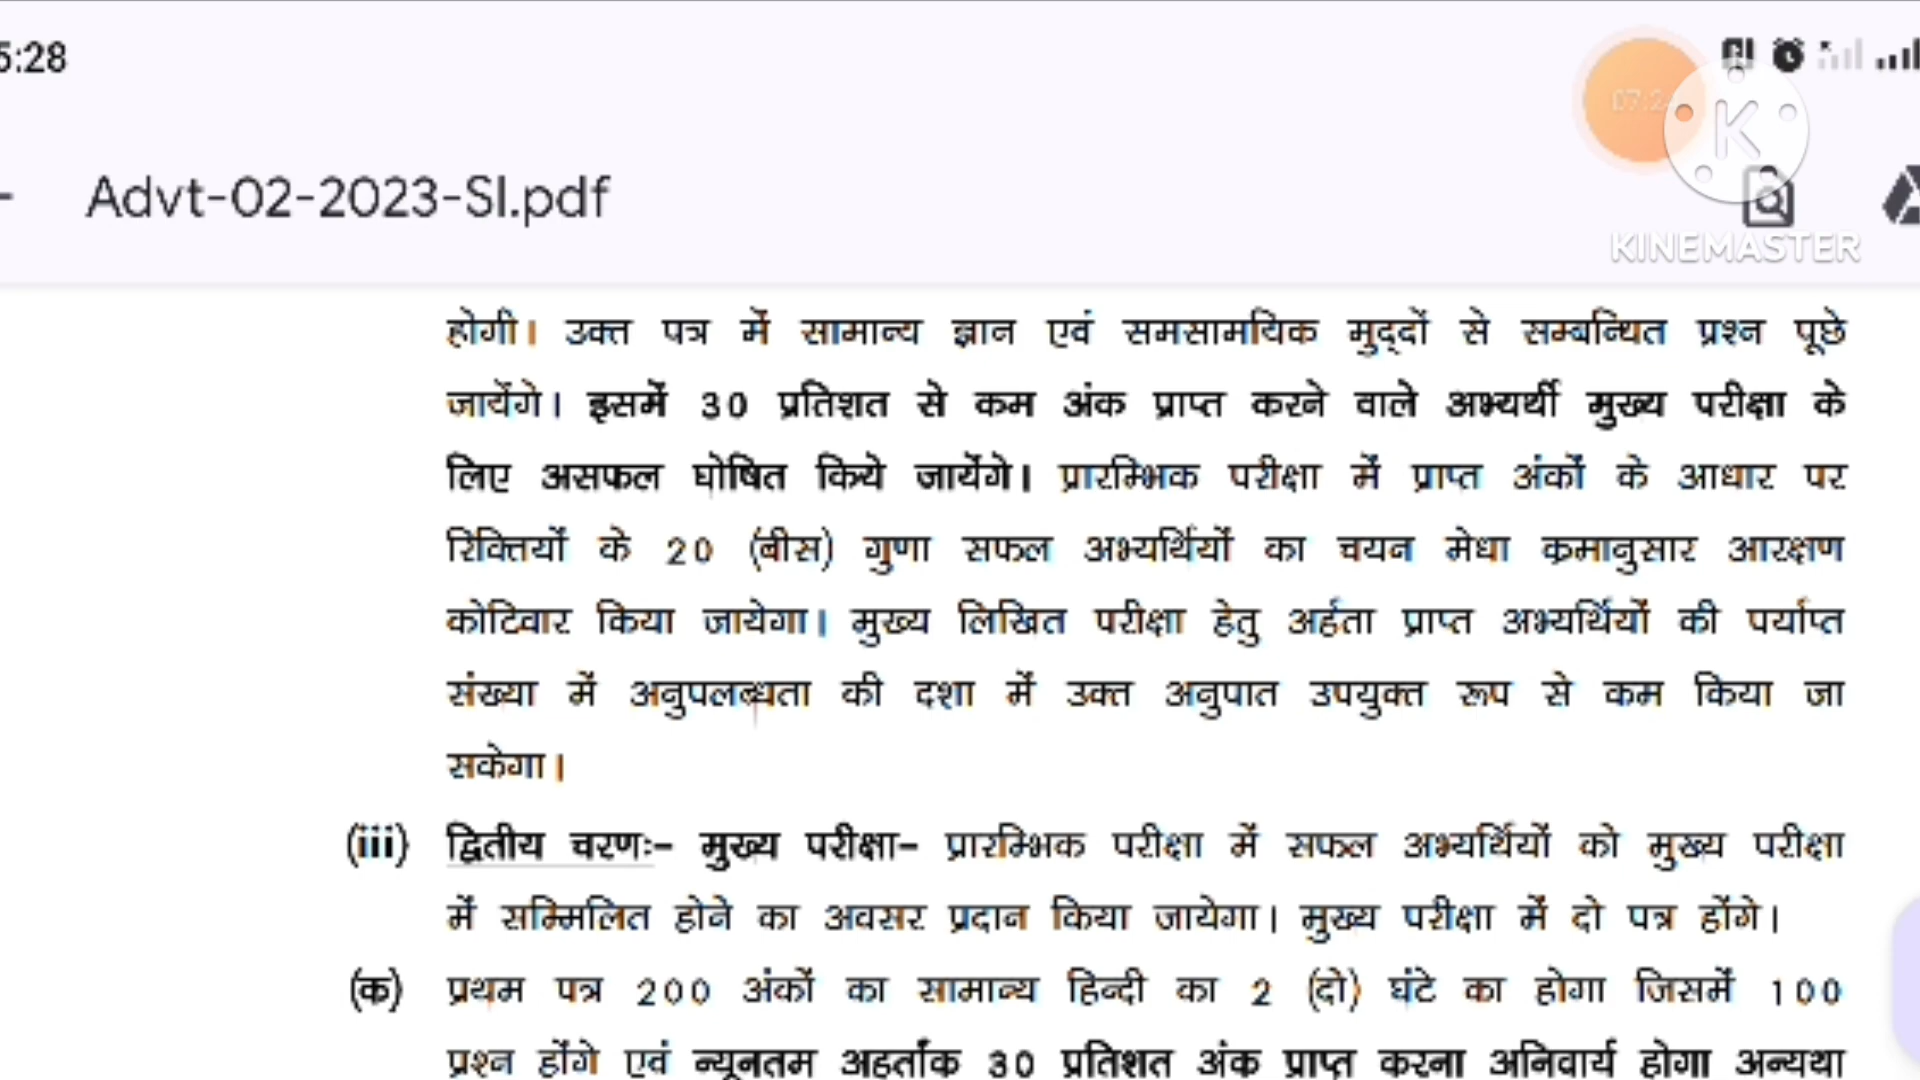 5:28
07:2
K
Advt-02-2023-SI.pdf
KINEMASTER
होगी। उक्त पत्र में सामान्य ज्ञान एवं समसामयिक मुद्दों से सम्बन्धित प्रश्न पूछे
जायेंगे। इसमें 30 प्रतिशत से कम अंक प्राप्त करने वाले अभ्यर्थी मुख्य परीक्षा के
लिए असफल घोषित किये जायेंगे। प्रारम्भिक परीक्षा में प्राप्त अंकों के आधार पर
रिक्तियों के 20 (बीस) गुणा सफल अभ्यर्थियों का चयन मेधा क्रमानुसार आरक्षण
कोटिवार किया जायेगा। मुख्य लिखित परीक्षा हेतु अर्हता प्राप्त अभ्यर्थियों की पर्याप्त
संख्या में अनुपलब्धता की दशा में उक्त अनुपात उपयुक्त रूप से कम किया जा
सकेगा।
(iii) द्वितीय चरणः- मुख्य परीक्षा- प्रारम्भिक परीक्षा में सफल अभ्यर्थियों को मुख्य परीक्षा
में सम्मिलित होने का अवसर प्रदान किया जायेगा। मुख्य परीक्षा में दो पत्र होंगे।
(क) प्रथम पत्र 200 अंकों का सामान्य हिन्दी का 2 (दो) घंटे का होगा जिसमें 100
प्रश्न होंगे एवं न्यूनतम अहर्तांक 30 प्रतिशत अंक प्राप्त करना अनिवार्य होगा अन्यथा